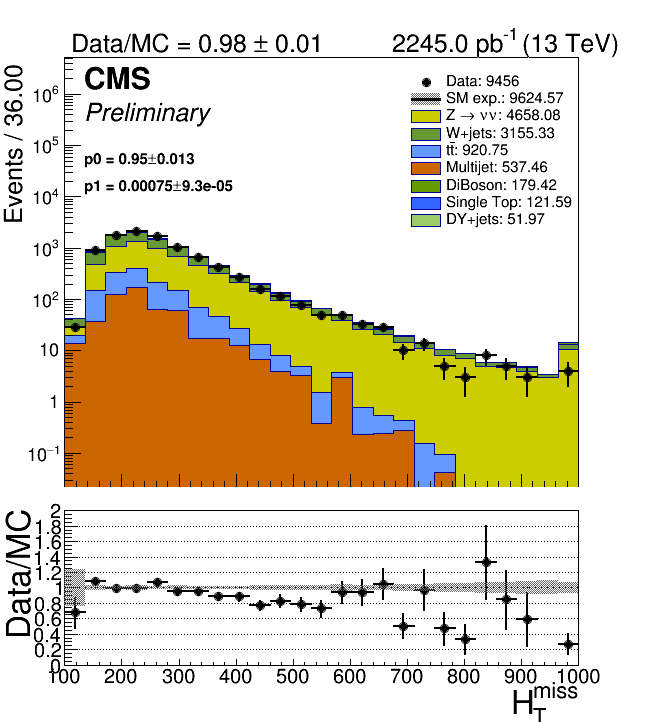 Data/MC = 0.98 ± 0.01 2245.0 pb⁻¹ (13 TeV)
Events / 36.00
CMS
Preliminary
p0 = 0.95±0.013
p1 = 0.00075±9.3e-05
Data: 9456
SM exp.: 9624.57
Z → νν: 4658.08
W+jets: 3155.33
tt̄: 920.75
Multijet: 537.46
DiBoson: 179.42
Single Top: 121.59
DY+jets: 51.97
10⁶
10⁵
10⁴
10³
10²
10
1
10⁻¹
Data/MC
2
1.8
1.6
1.4
1.2
1
0.8
0.6
0.4
0.2
0
100 200 300 400 500 600 700 800 900 1000
H_T^miss